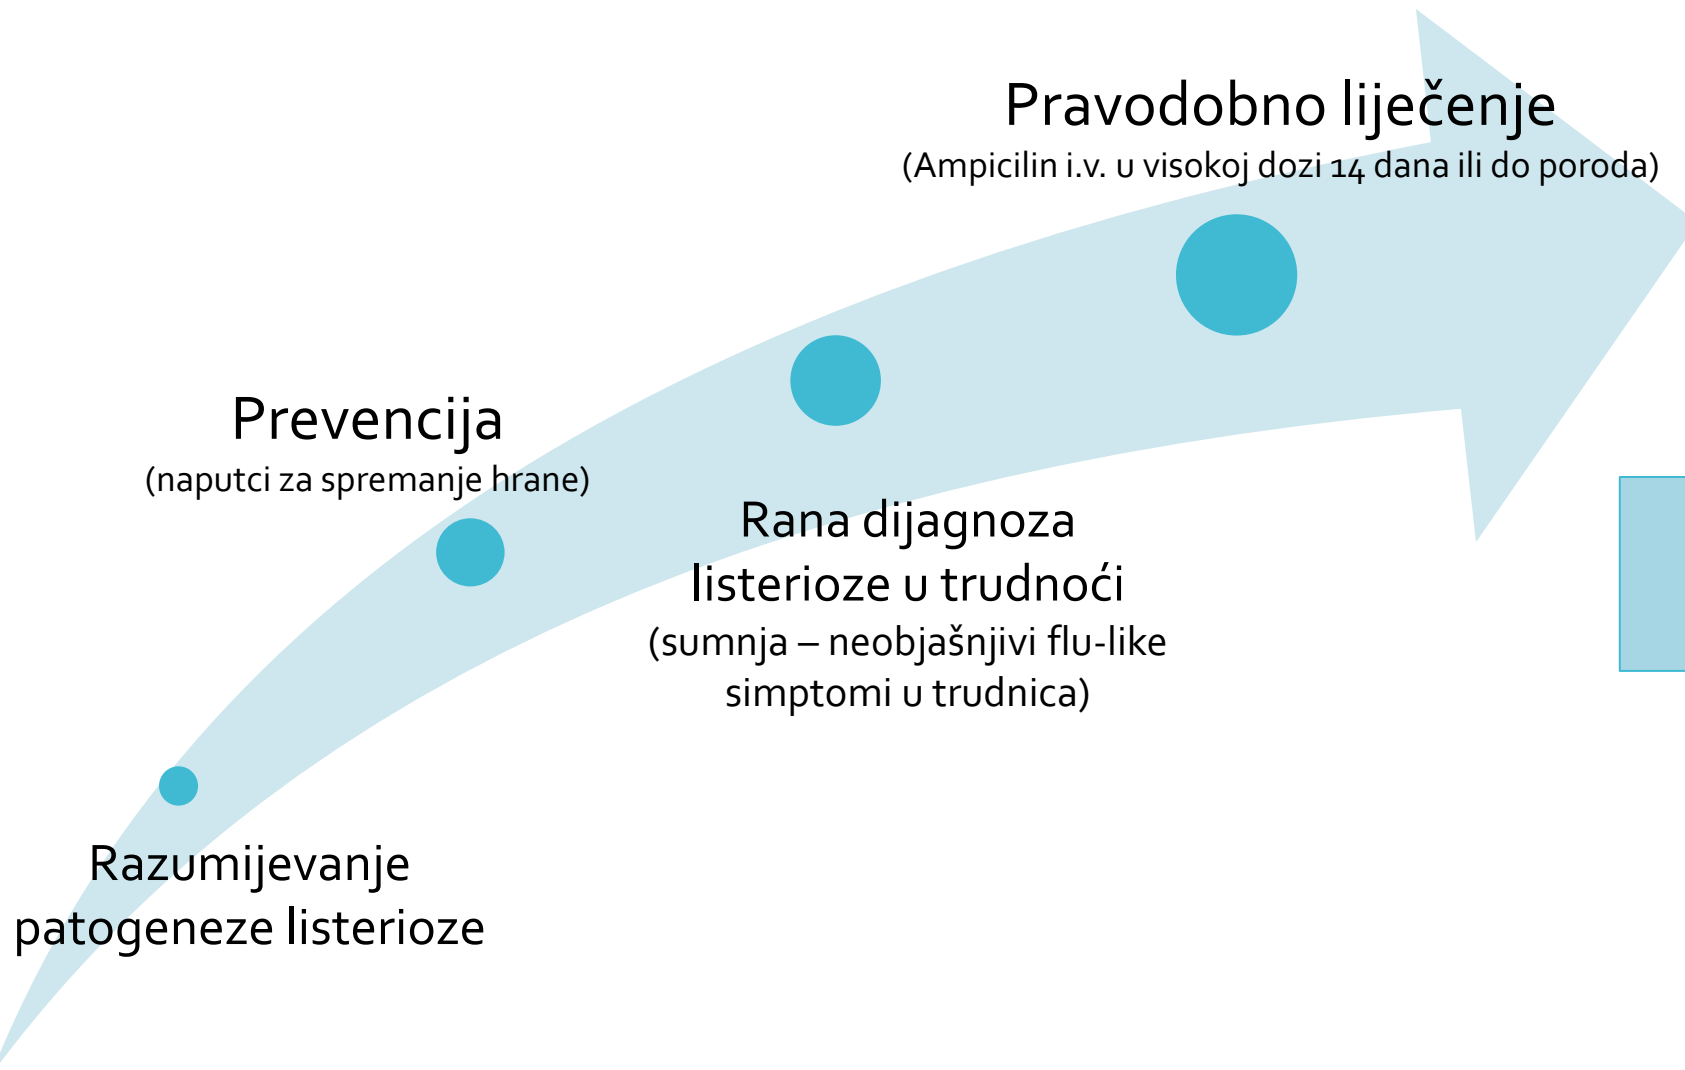 Pravodobno liječenje
(Ampicilin i.v. u visokoj dozi 14 dana ili do poroda)
Prevencija
(naputci za spremanje hrane)
Rana dijagnoza
listerioze u trudnoći
(sumnja – neobjašnjivi flu-like
simptomi u trudnica)
Razumijevanje
patogeneze listerioze